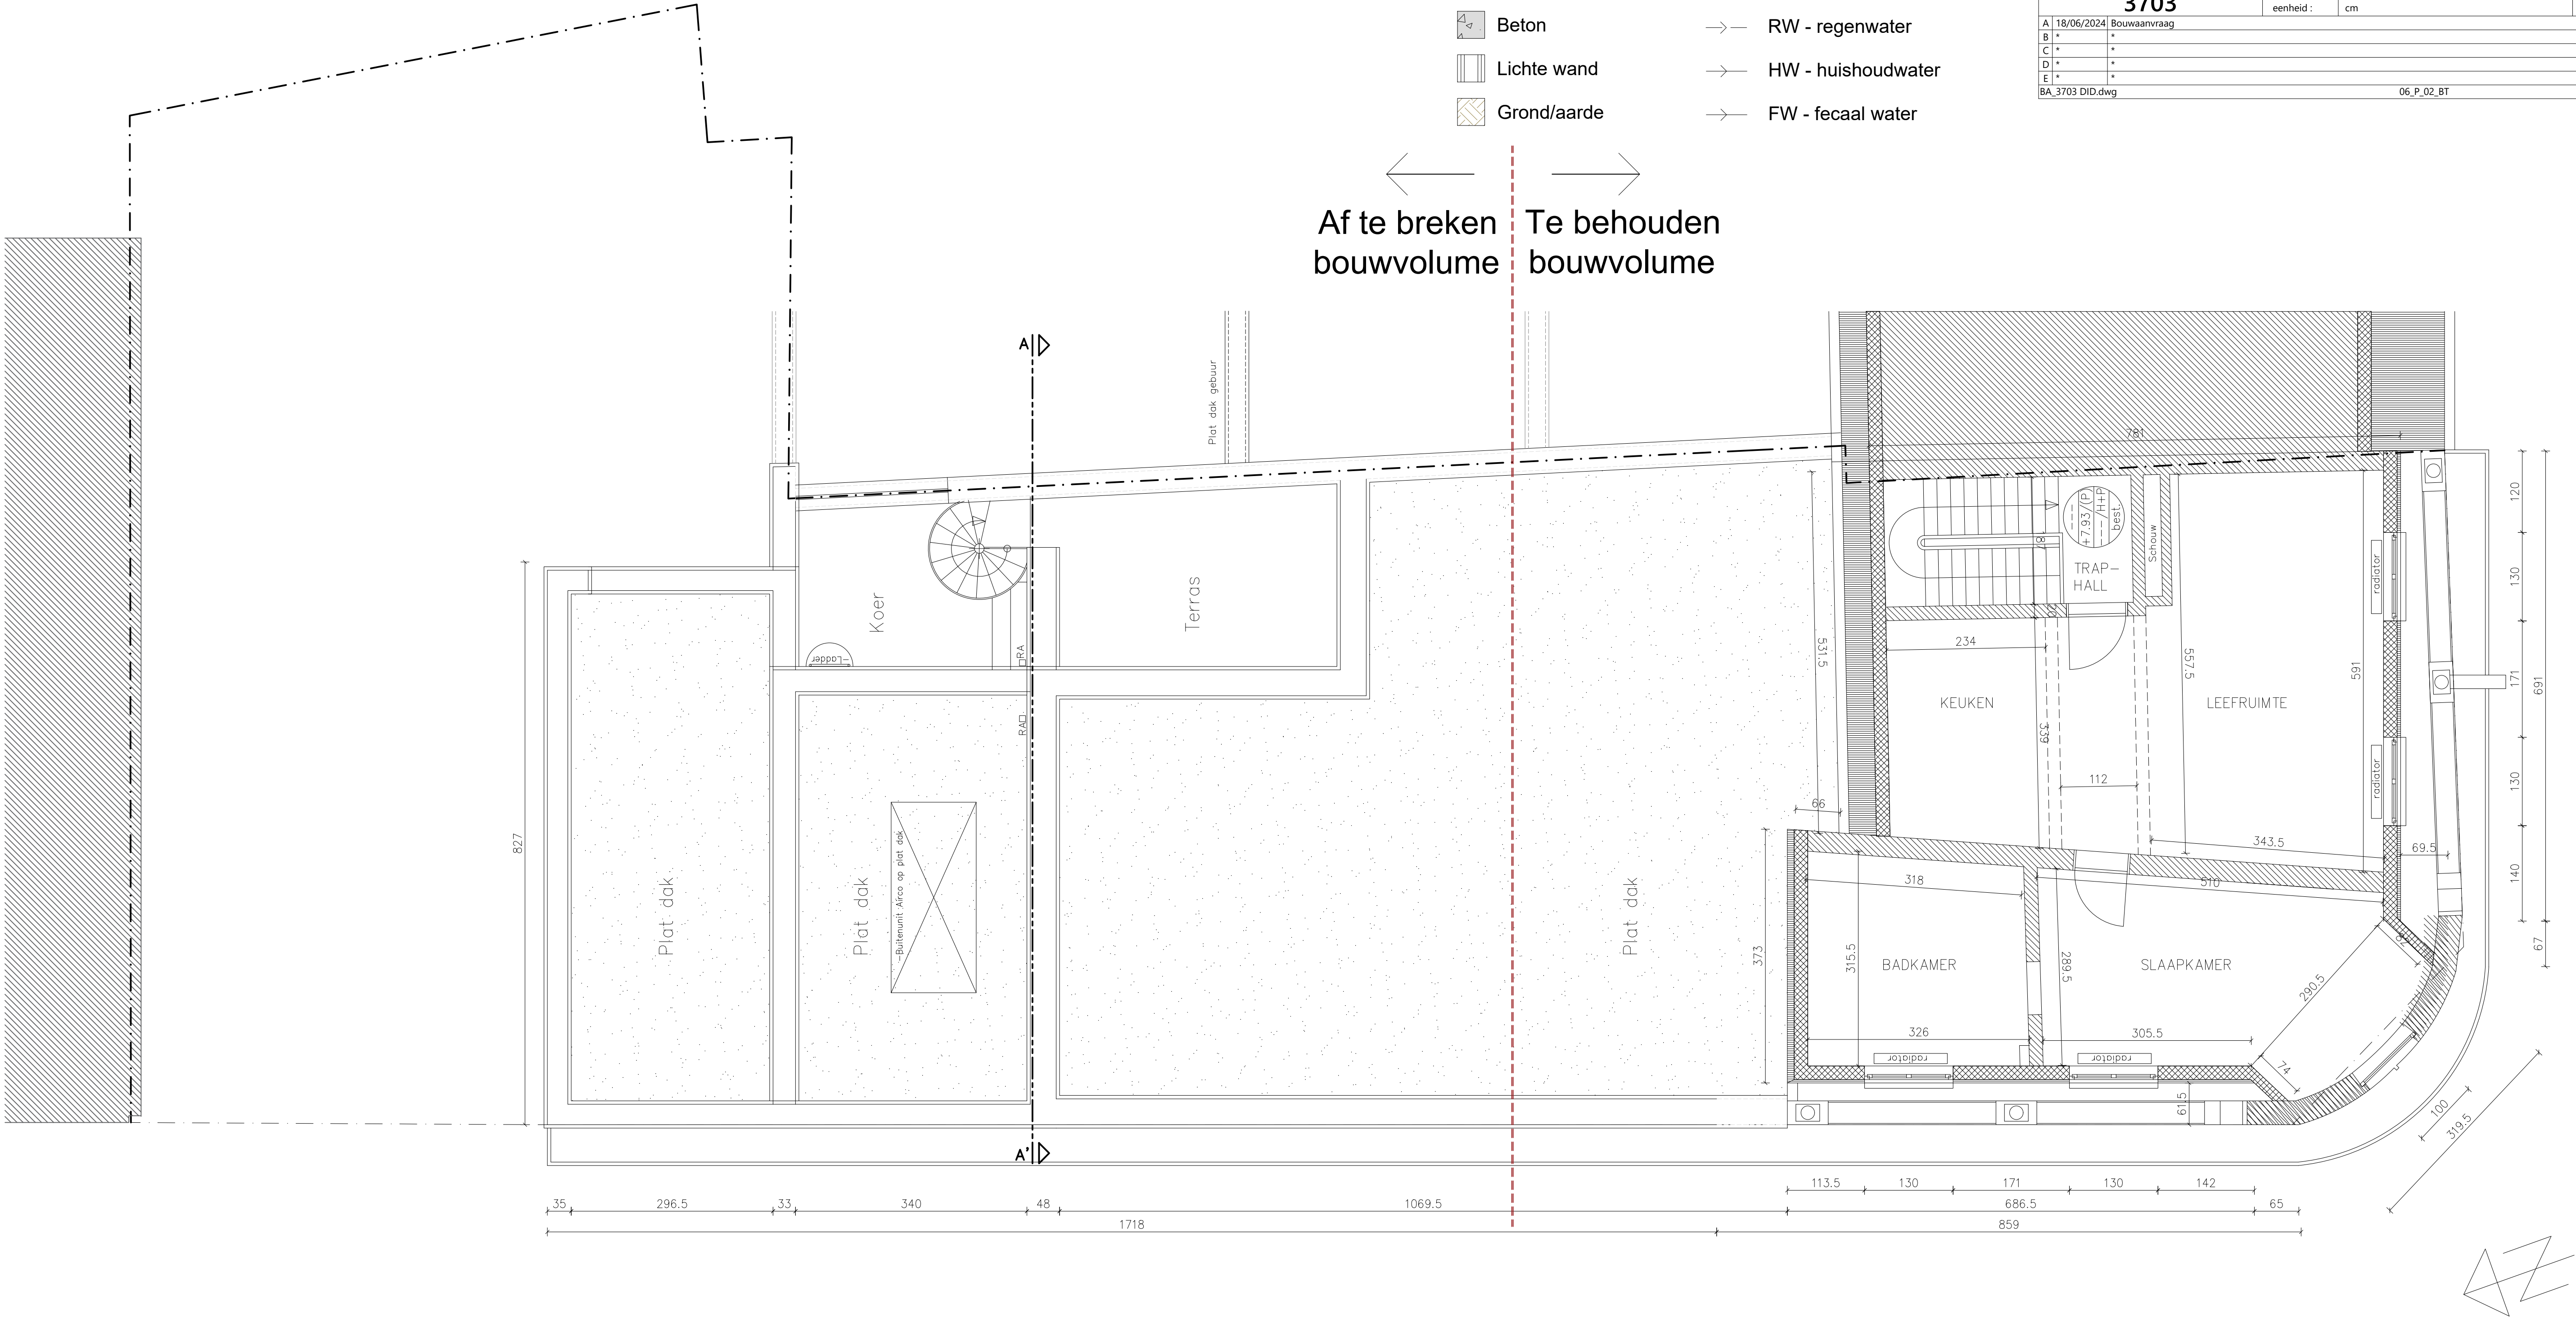 Beton
Lichte wand
Grond/aarde
RW - regenwater
HW - huishoudwater
FW - fecaal water
3703
eenheid :
cm
A 18/06/2024 Bouwaanvraag
B * *
C * *
D * *
E * *
BA_3703 DID.dwg
06_P_02_BT
Af te breken
bouwvolume
Te behouden
bouwvolume
A
Plat dak gebuur
781
120
130
171
691
130
140
67
Koer
Terras
Ladder
RA
RA
87
20
+7.93/(P)
---/H+P
best.
TRAP-
HALL
Schouw
radiator
531.5
234
557.5
591
KEUKEN
LEEFRUIMTE
339
112
radiator
66
343.5
69.5
827
Plat dak
Plat dak
Buitenunit Airco op plat dak
Plat dak
318
510
373
315.5
BADKAMER
289.5
SLAAPKAMER
82
290.5
326
305.5
radiator
radiator
74
61.5
100
319.5
A'
113.5
130
171
130
142
35
296.5
33
340
48
1069.5
686.5
65
1718
859